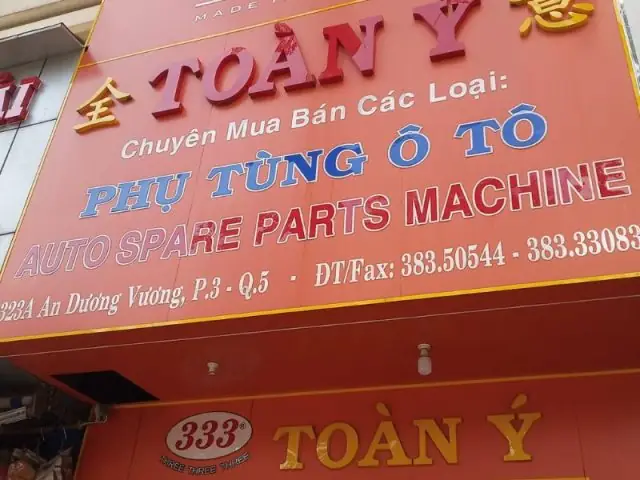 MADE
全 TOÀN Ý 意
Chuyên Mua Bán Các Loại:
PHỤ TÙNG Ô TÔ
AUTO SPARE PARTS MACHINE
323A An Dương Vương, P.3 - Q.5 - ĐT/Fax: 383.50544 - 383.33083
333® TOÀN Ý
THREE THREE THREE